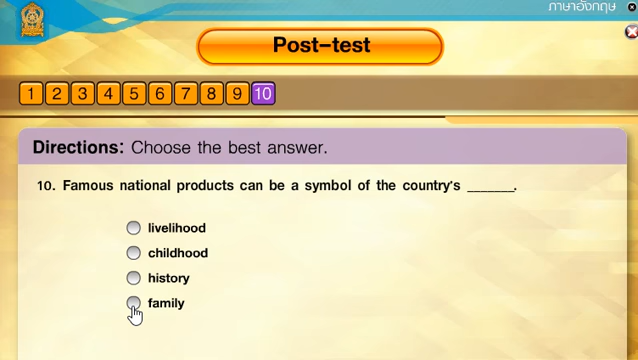 ภาษาอังกฤษ
Post-test
1 2 3 4 5 6 7 8 9 10
Directions: Choose the best answer.
10. Famous national products can be a symbol of the country's _______.
livelihood
childhood
history
family